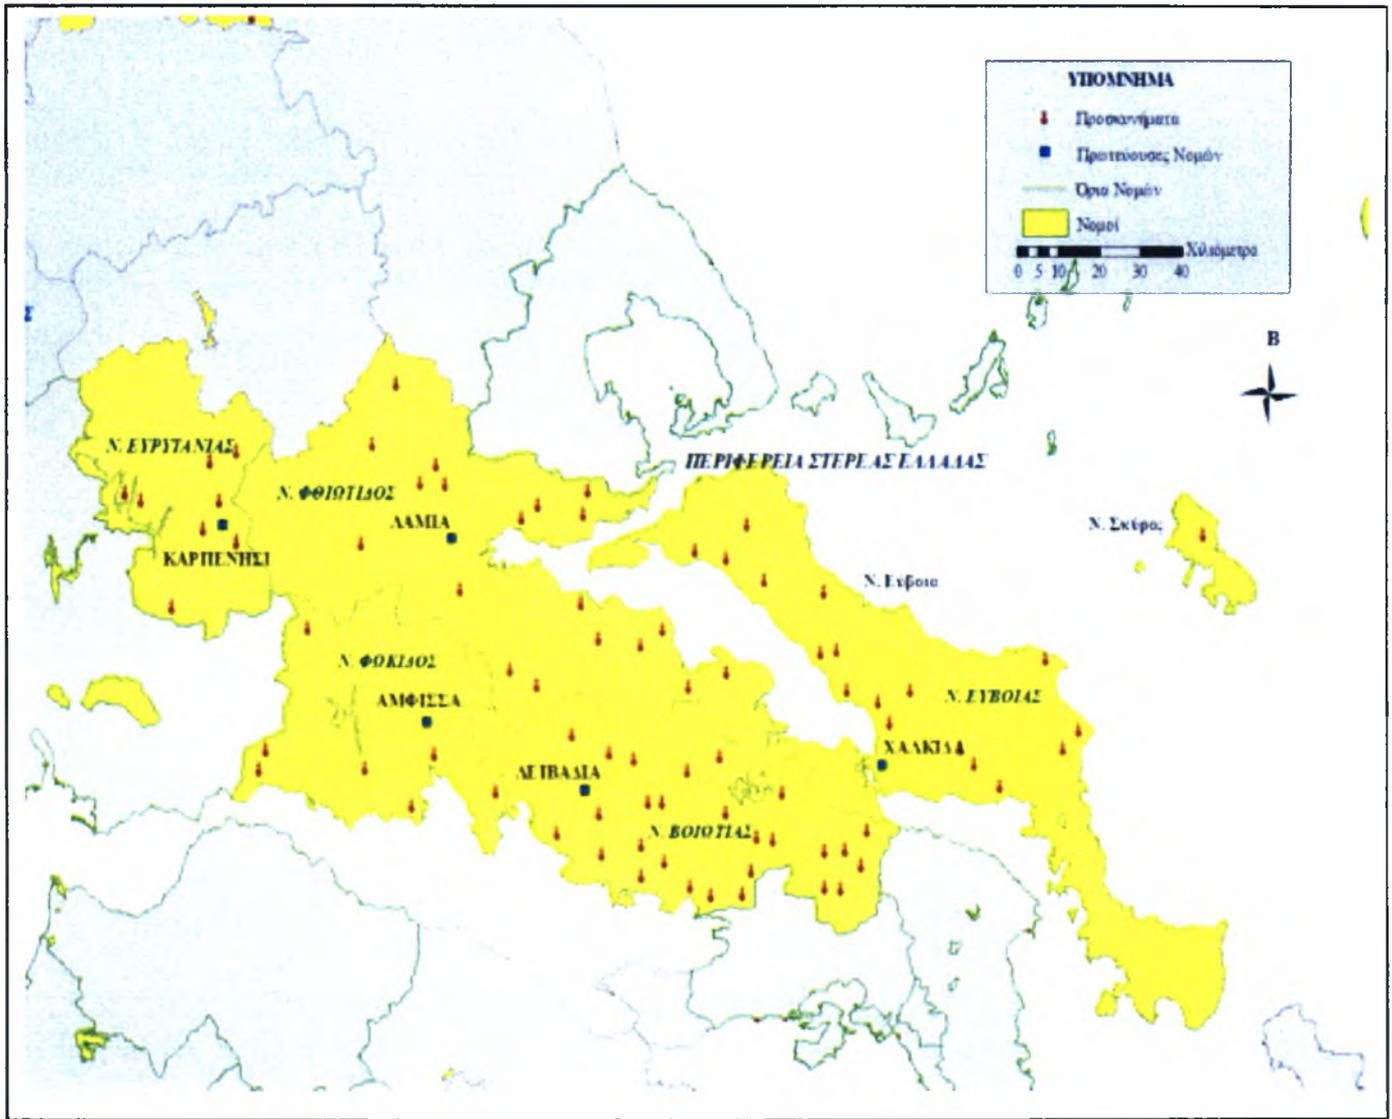 ΥΠΟΜΝΗΜΑ
Προσκυνήματα
Πρωτεύουσες Νομών
Όρια Νομών
Νομοί
Χιλιόμετρα
0 5 10 20 30 40
Β
Ν. ΕΥΡΥΤΑΝΙΑΣ
ΠΕΡΙΦΕΡΕΙΑ ΣΤΕΡΕΑΣ ΕΛΛΑΔΑΣ
Ν. ΦΘΙΩΤΙΔΟΣ
ΛΑΜΙΑ
Ν. Σκύρος
ΚΑΡΠΕΝΗΣΙ
Ν. Εύβοια
Ν. ΦΩΚΙΔΟΣ
ΑΜΦΙΣΣΑ
Ν. ΕΥΒΟΙΑΣ
ΧΑΛΚΙΔΑ
ΛΕΙΒΑΔΙΑ
Ν. ΒΟΙΩΤΙΑΣ